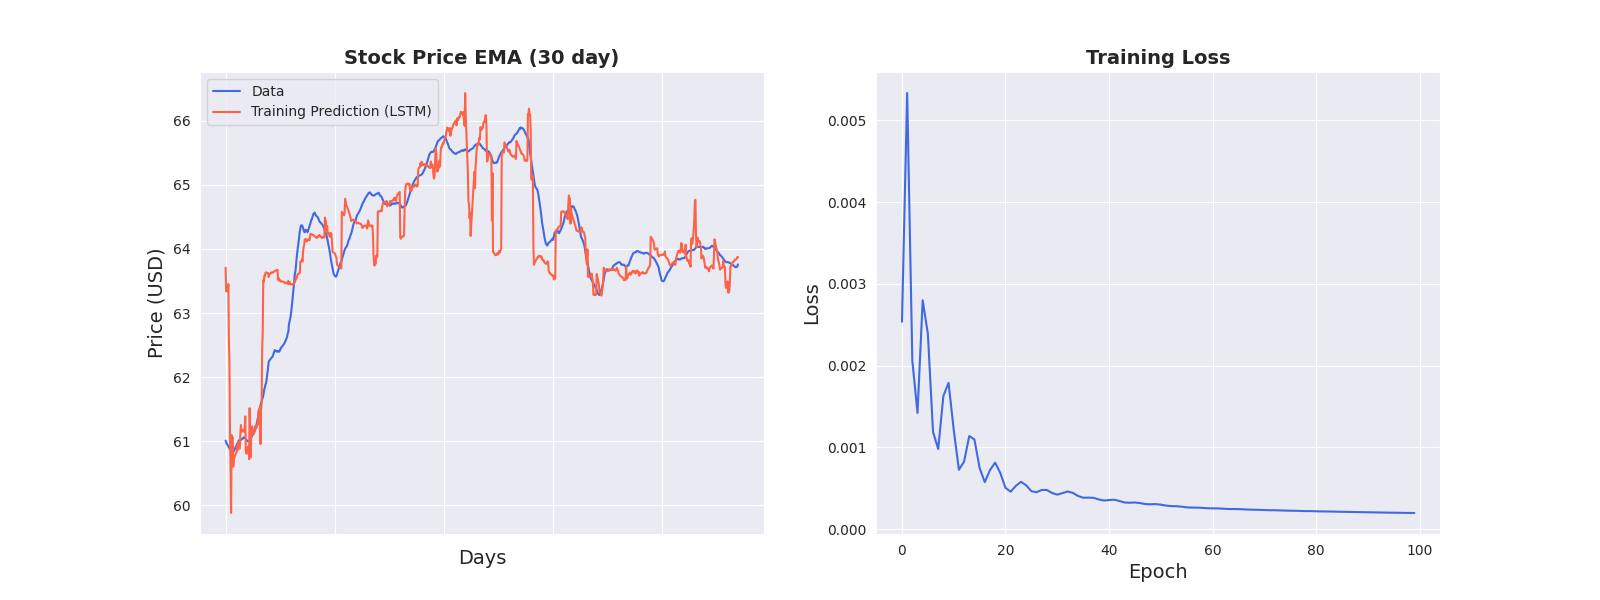 Stock Price EMA (30 day)
Data
Training Prediction (LSTM)
66
65
64
63
62
61
60
Price (USD)
Days
Training Loss
0.005
0.004
0.003
0.002
0.001
0.000
Loss
0 20 40 60 80 100
Epoch